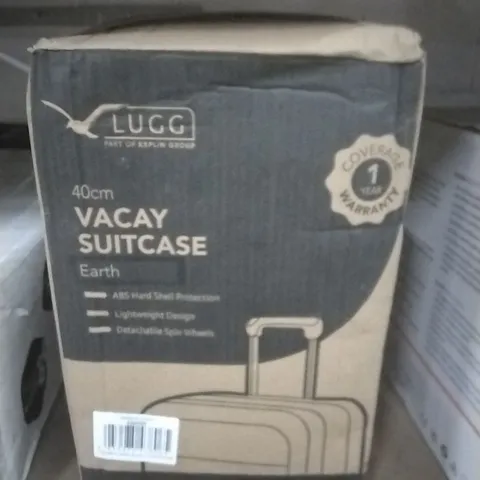 LUGG
PART OF KAPLIN GROUP
COVERAGE
1
YEAR
WARRANTY
40cm
VACAY
SUITCASE
Earth
ABS Hard Shell Protection
Lightweight Design
Detachable Spin Wheels